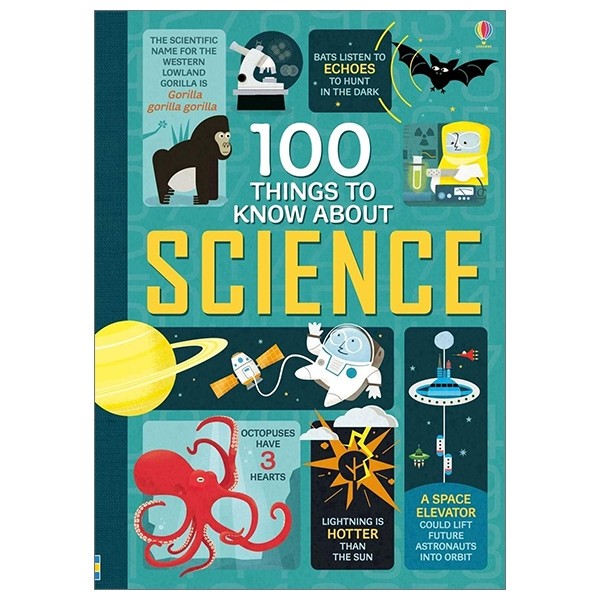 THE SCIENTIFIC
NAME FOR THE
WESTERN
LOWLAND
GORILLA IS
Gorilla
gorilla gorilla
BATS LISTEN TO
ECHOES
TO HUNT
IN THE DARK
100
THINGS TO
KNOW ABOUT
SCIENCE
OCTOPUSES
HAVE
3
HEARTS
LIGHTNING IS
HOTTER
THAN
THE SUN
A SPACE
ELEVATOR
COULD LIFT
FUTURE
ASTRONAUTS
INTO ORBIT